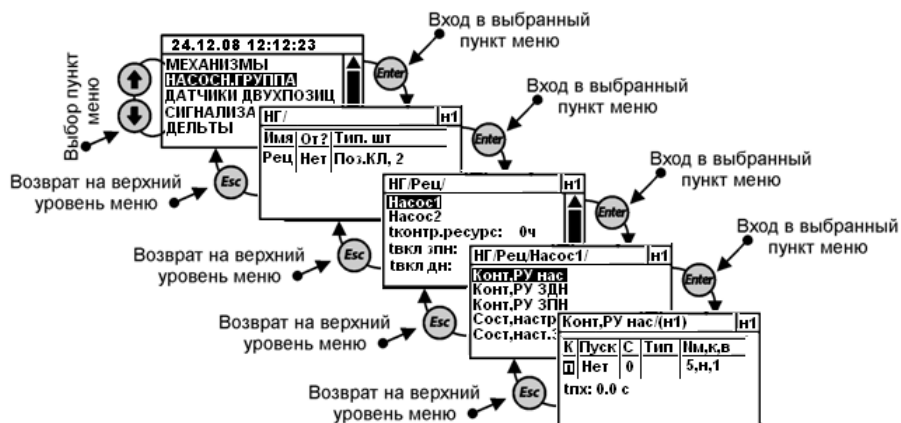 Вход в выбранный
пункт меню
24.12.08 12:12:23
МЕХАНИЗМЫ
НАСОСН.ГРУППА
ДАТЧИКИ ДВУХПОЗИЦ
СИГНАЛИЗА
ДЕЛЬТЫ
Выбор пункт
меню
Enter
Вход в выбранный
пункт меню
НГ/ н1
Имя От? Тип. шт
Рец Нет Поз.КЛ, 2
Enter
Возврат на верхний
уровень меню
Esc
Вход в выбранный
пункт меню
НГ/Рец/ н1
Насос1
Насос2
tконтр.ресурс: 0ч
tвкл зпн:
tвкл дн:
Enter
Возврат на верхний
уровень меню
Esc
Вход в выбранный
пункт меню
НГ/Рец/Насос1/ н1
Конт,РУ нас
Конт,РУ ЗДН
Конт,РУ ЗПН
Сост,настр
Сост,наст.З
Enter
Возврат на верхний
уровень меню
Esc
Конт,РУ нас/(н1) н1
К Пуск С Тип Nм,к,в
П Нет 0 5,н,1
tпх: 0.0 с
Возврат на верхний
уровень меню
Esc